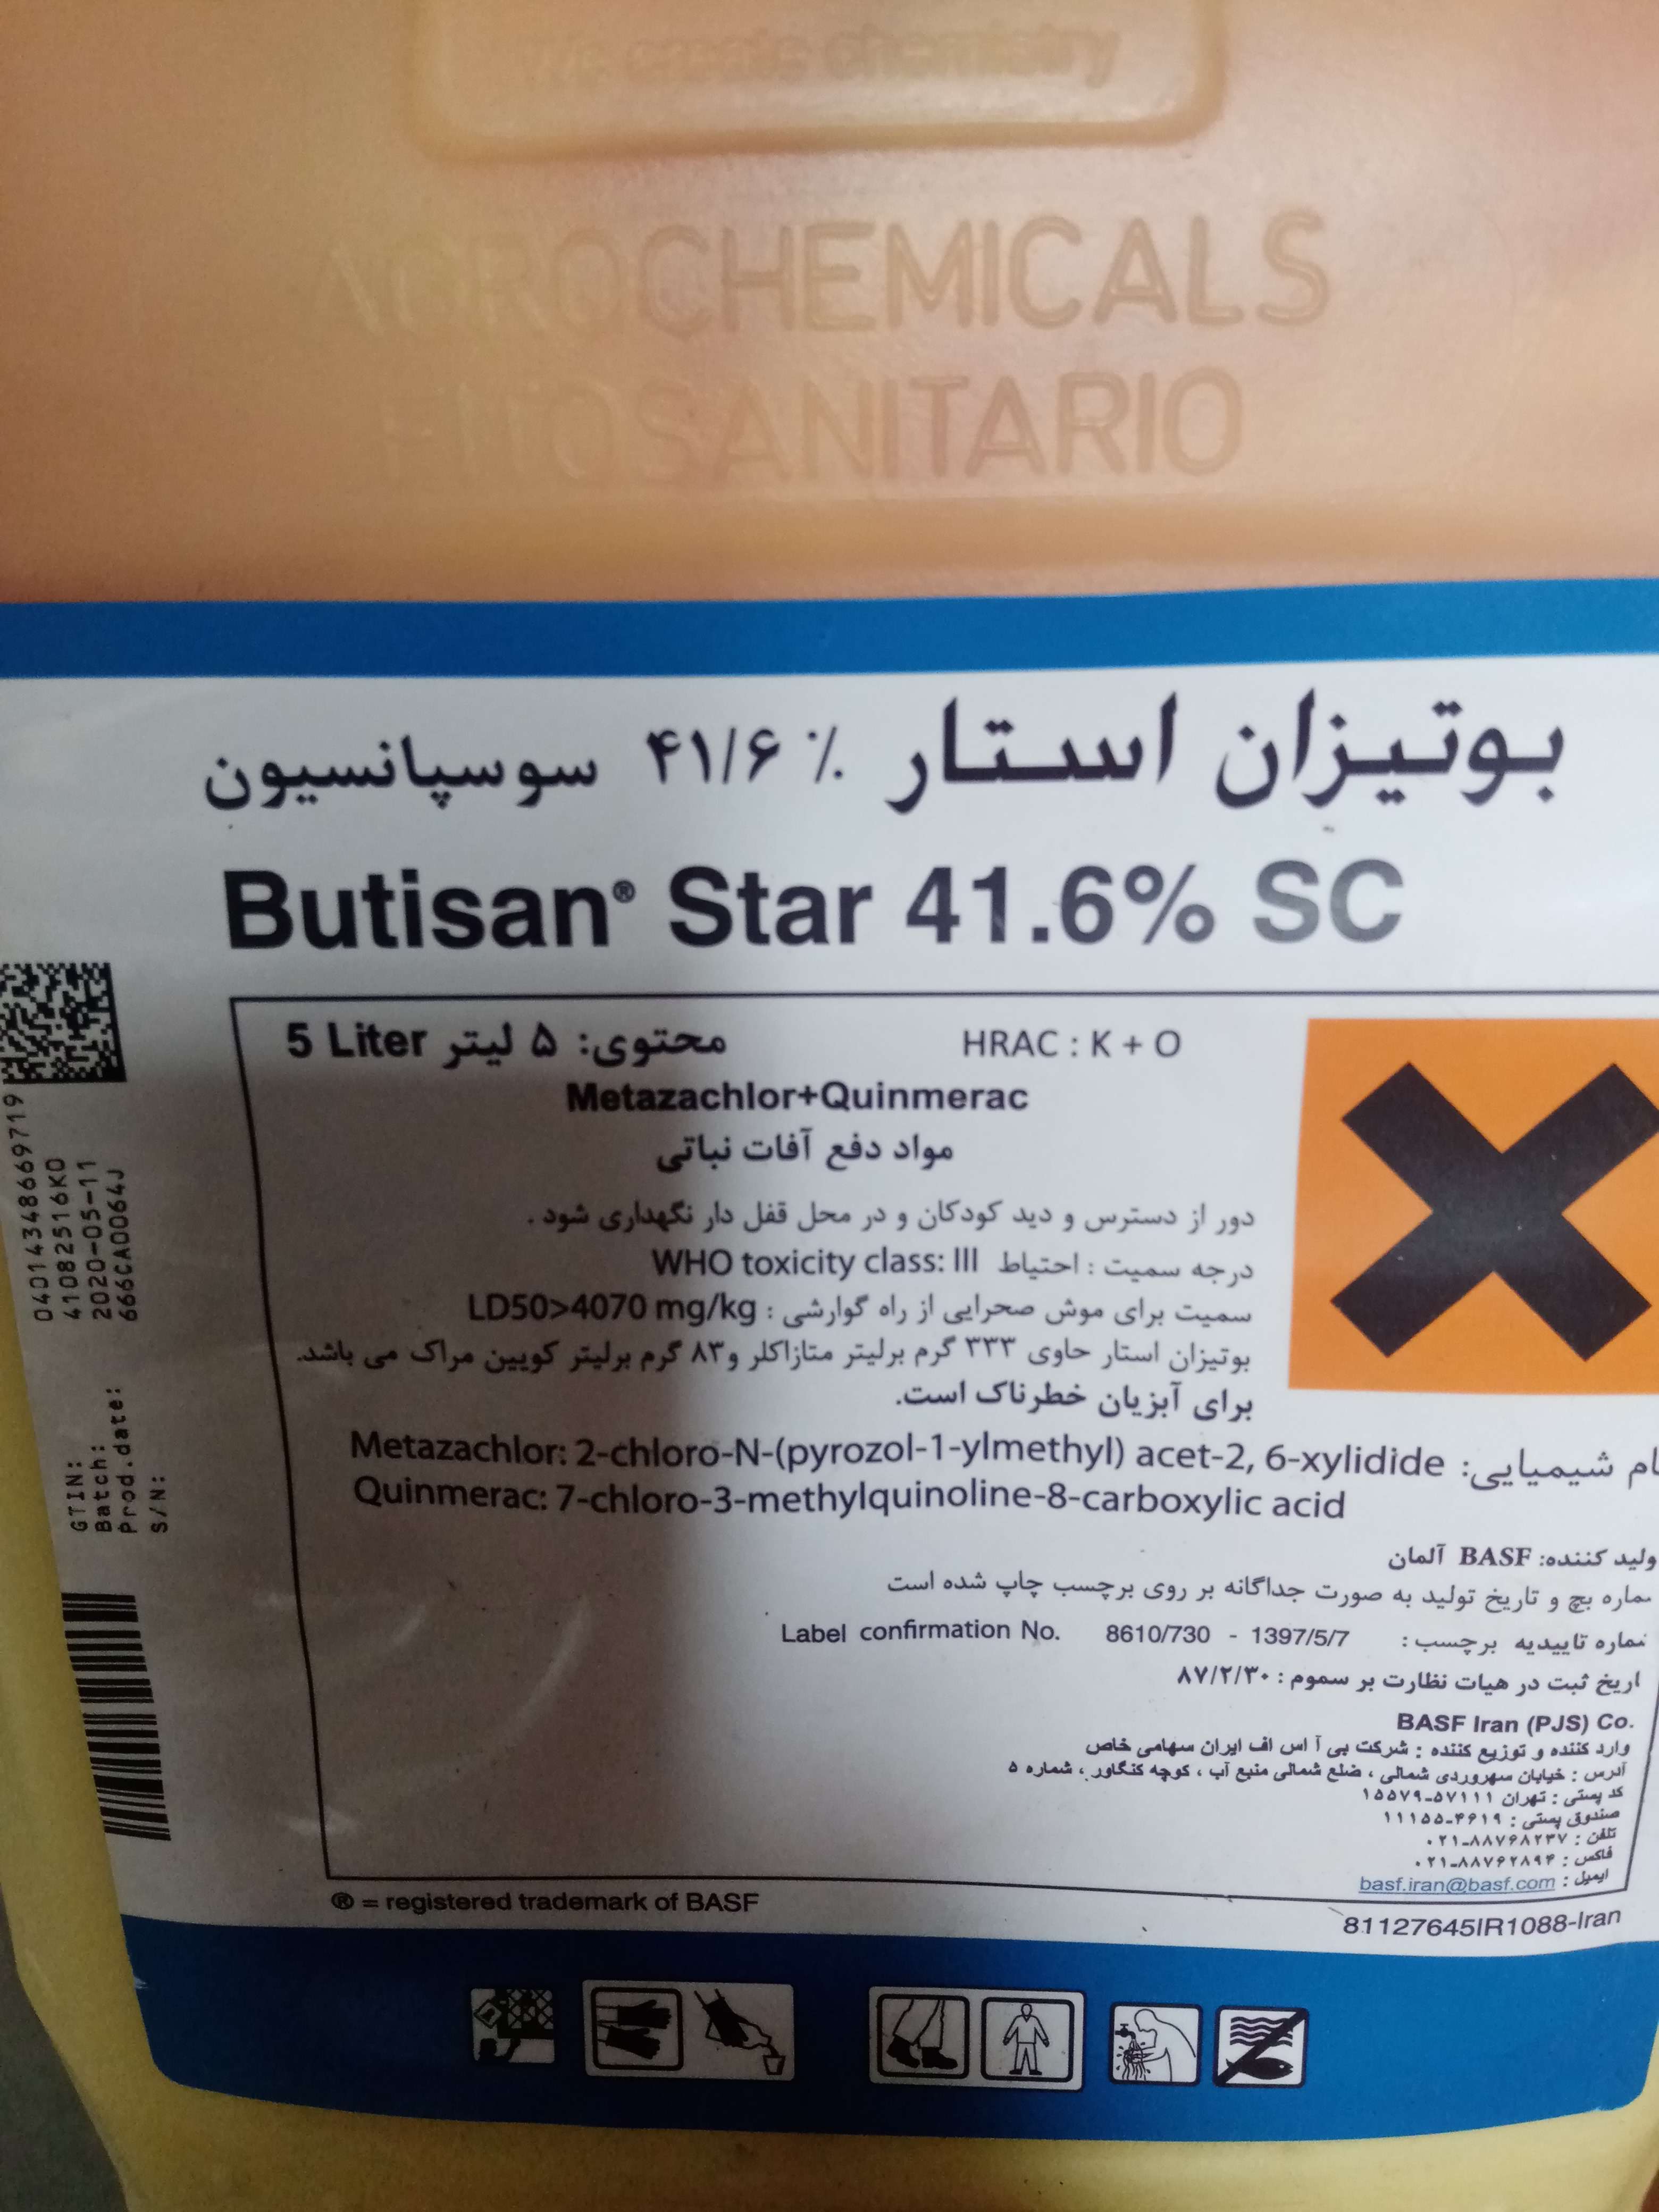 We create chemistry
AGROCHEMICALS
FITOSANITARIO
بوتیزان استار ٪ ۴۱/۶ سوسپانسیون
Butisan® Star 41.6% SC
محتوی: ۵ لیتر 5 Liter
HRAC : K + O
Metazachlor+Quinmerac
مواد دفع آفات نباتی
دور از دسترس و دید کودکان و در محل قفل دار نگهداری شود .
درجه سمیت : احتیاط WHO toxicity class: III
سمیت برای موش صحرایی از راه گوارشی : LD50>4070 mg/kg
بوتیزان استار حاوی ۳۳۳ گرم برلیتر متازاکلر و۸۳ گرم برلیتر کویین مراک می باشد.
برای آبزیان خطرناک است.
ام شیمیایی: Metazachlor: 2-chloro-N-(pyrozol-1-ylmethyl) acet-2, 6-xylidide
Quinmerac: 7-chloro-3-methylquinoline-8-carboxylic acid
ولید کننده: BASF آلمان
ماره بچ و تاریخ تولید به صورت جداگانه بر روی برچسب چاپ شده است
ماره تاییدیه برچسب : Label confirmation No. 8610/730 - 1397/5/7
اریخ ثبت در هیات نظارت بر سموم : ۸۷/۲/۳۰
BASF Iran (PJS) Co.
وارد کننده و توزیع کننده : شرکت بی آ اس اف ایران سهامی خاص
آدرس : خیابان سهروردی شمالی ، ضلع شمالی منبع آب ، کوچه کنگاور ، شماره ۵
کد پستی : تهران ۵۷۱۱۱-۱۵۵۷۹
صندوق پستی : ۴۶۱۹-۱۱۱۵۵
تلفن : ۸۸۷۶۸۲۳۷-۰۲۱
فاکس : ۸۸۷۶۲۸۹۴-۰۲۱
ایمیل : basf.iran@basf.com
® = registered trademark of BASF
81127645IR1088-Iran
GTIN: 04014348669719
Batch: 41082516K0
Prod.date: 2020-05-11
S/N: 666CA0064J